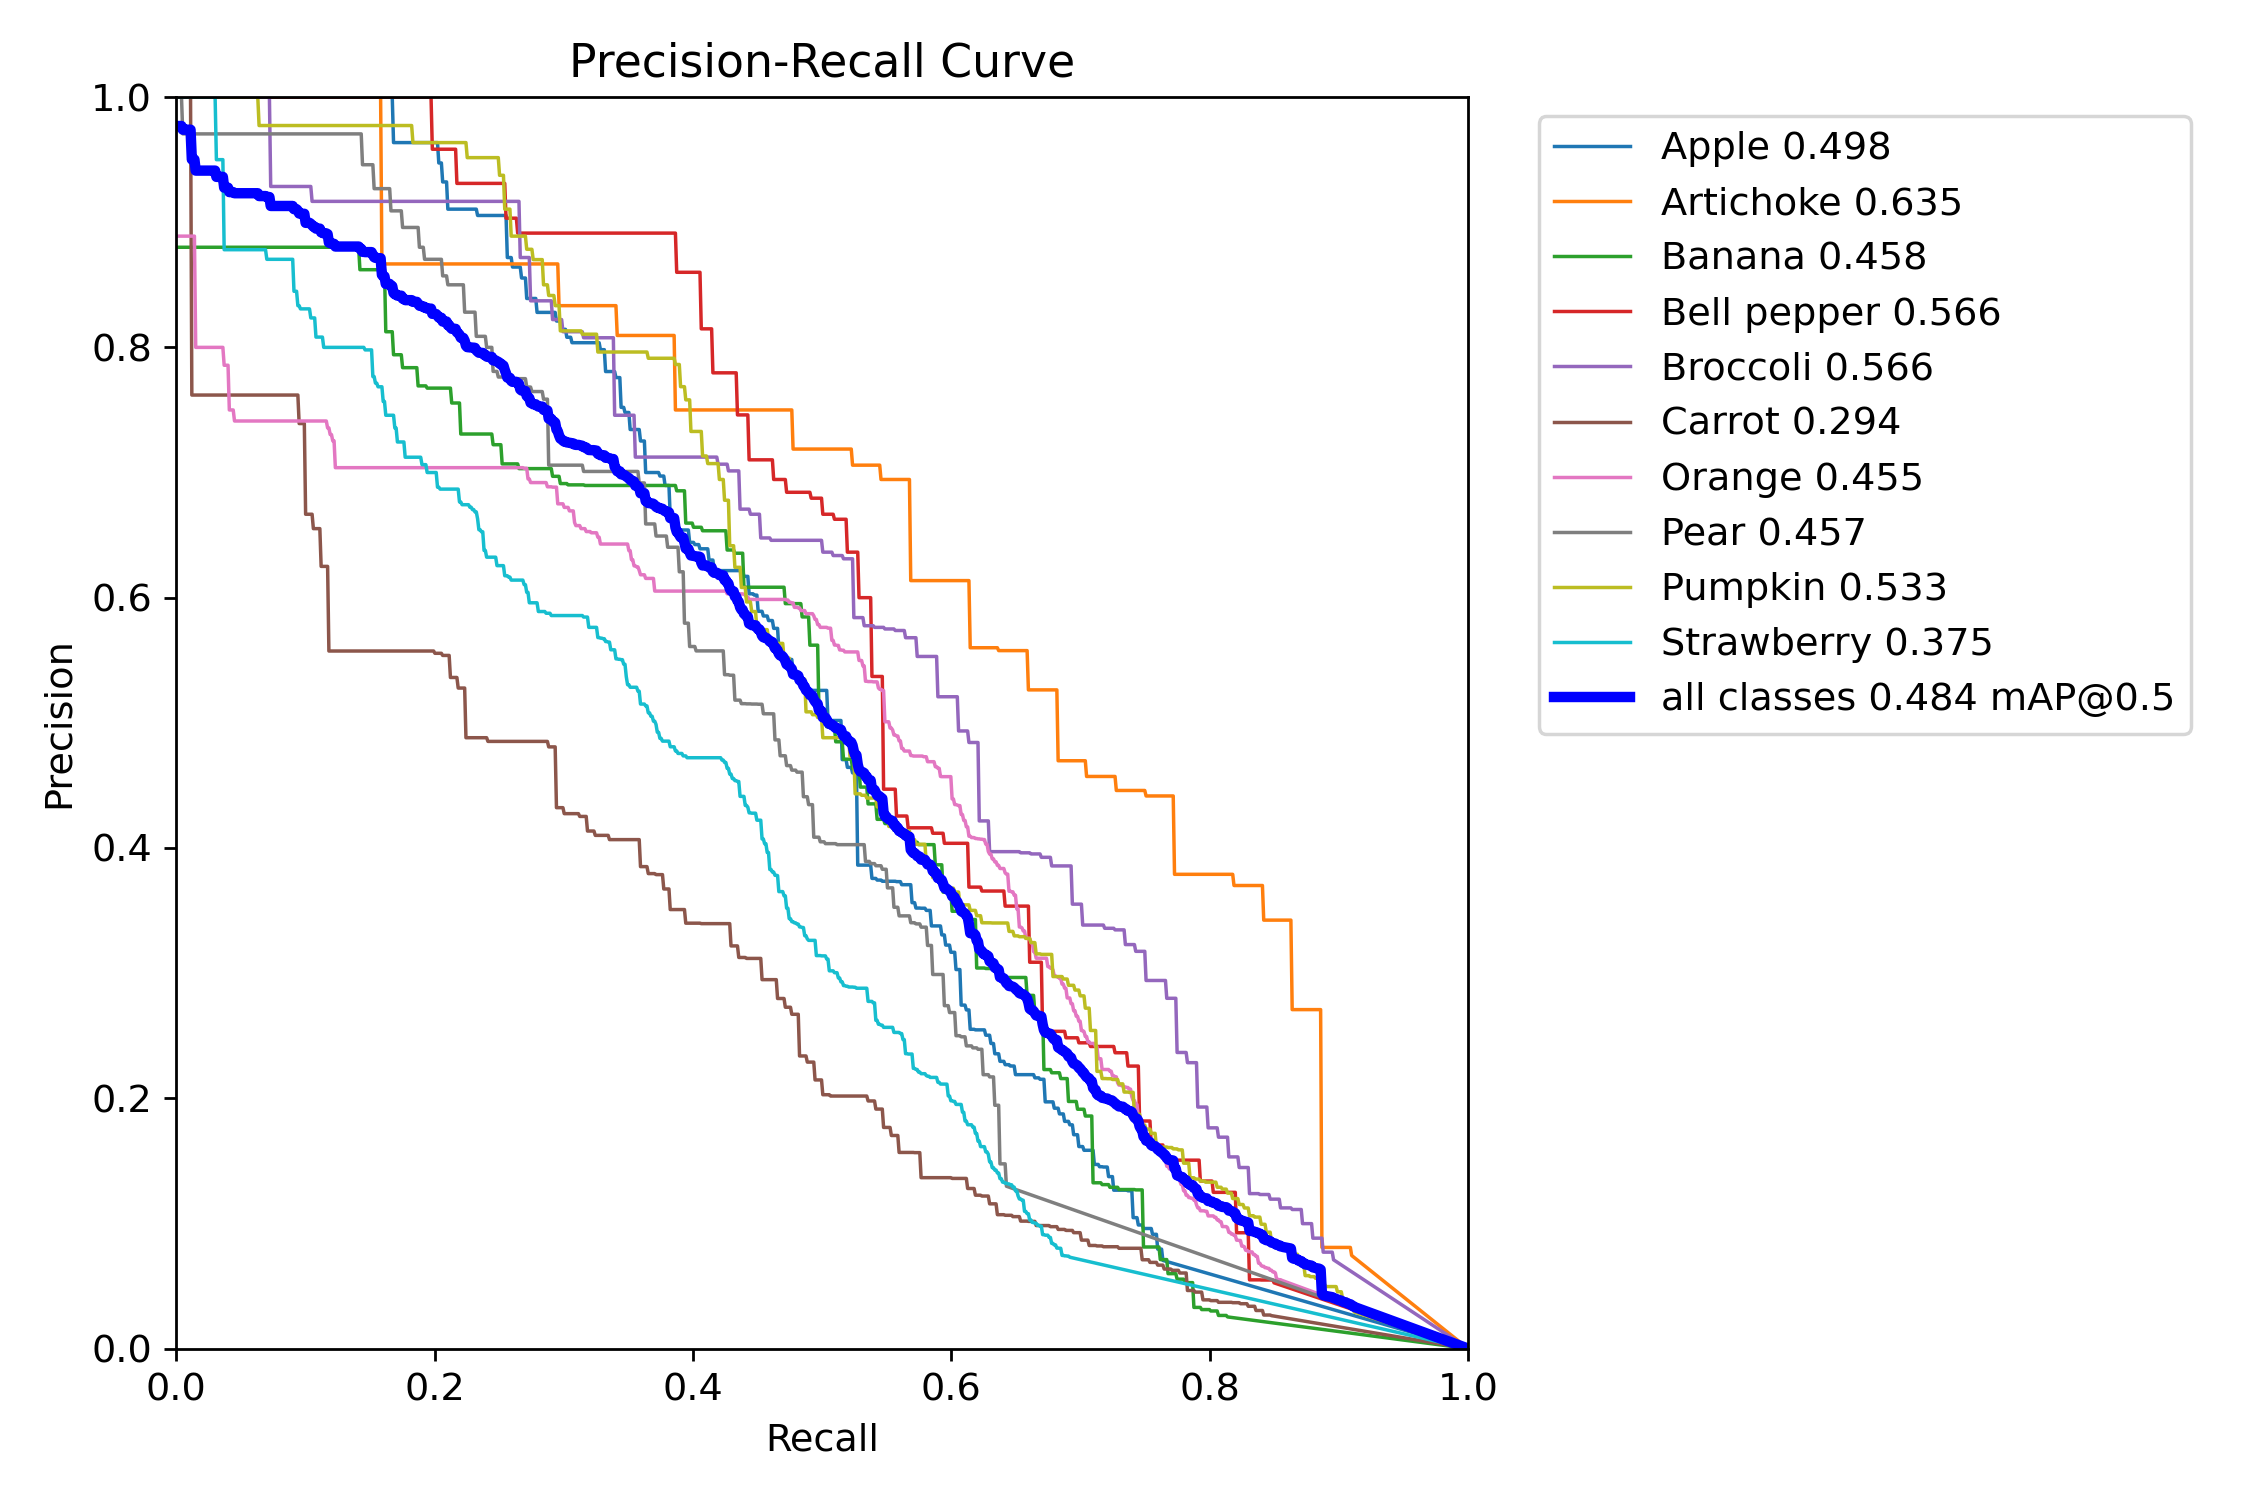 Precision-Recall Curve
1.0
0.8
0.6
0.4
0.2
0.0
Precision
0.0 0.2 0.4 0.6 0.8 1.0
Recall
Apple 0.498
Artichoke 0.635
Banana 0.458
Bell pepper 0.566
Broccoli 0.566
Carrot 0.294
Orange 0.455
Pear 0.457
Pumpkin 0.533
Strawberry 0.375
all classes 0.484 mAP@0.5